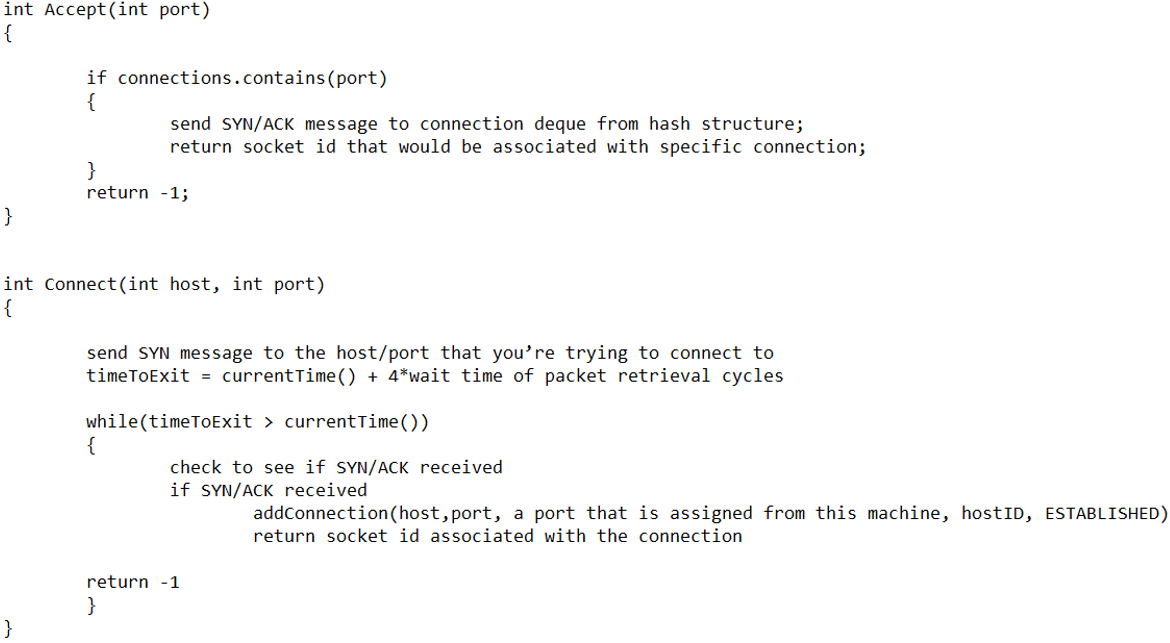 int Accept(int port)
{
if connections.contains(port)
{
send SYN/ACK message to connection deque from hash structure;
return socket id that would be associated with specific connection;
}
return -1;
}
int Connect(int host, int port)
{
send SYN message to the host/port that you’re trying to connect to
timeToExit = currentTime() + 4*wait time of packet retrieval cycles
while(timeToExit > currentTime())
{
check to see if SYN/ACK received
if SYN/ACK received
addConnection(host,port, a port that is assigned from this machine, hostID, ESTABLISHED)
return socket id associated with the connection
return -1
}
}